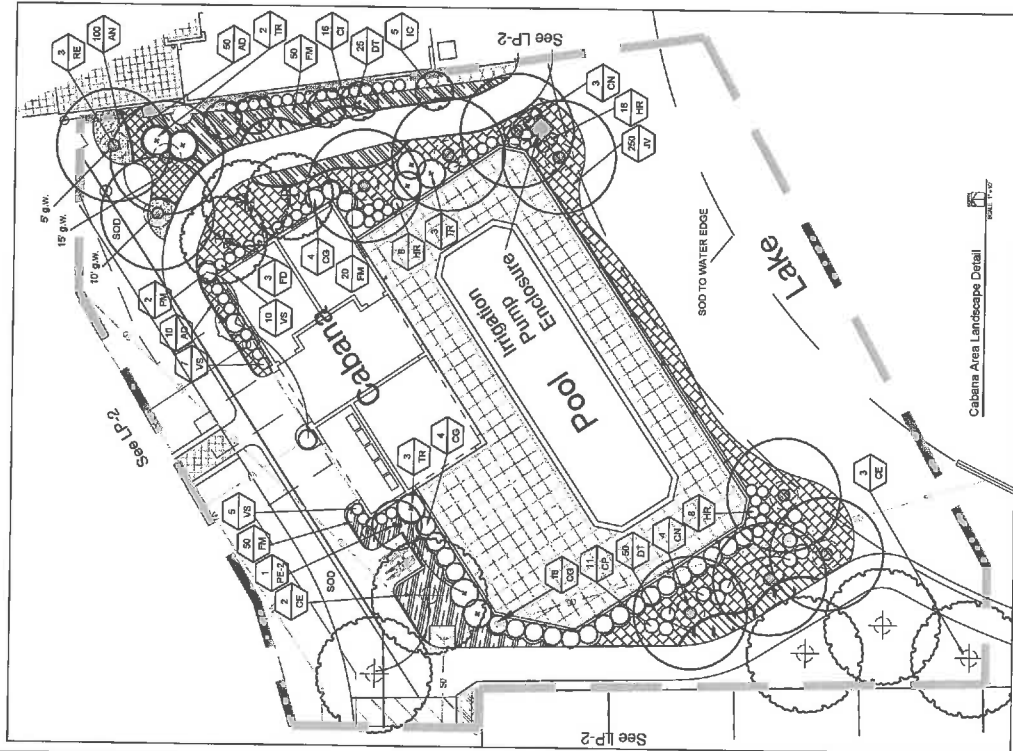 3
RE
100
AN
50
AD
2
TR
50
FM
16
CI
25
DT
5
IC
See LP-2
3
CN
18
HR
250
JV
5' g.w.
15' g.w.
10' g.w.
SOD
2
FM
10
AD
VS
10
VS
3
FD
4
CG
20
FM
8
HR
TR
See LP-2
Cabana
Irrigation
Pump
Enclosure
Pool
SOD TO WATER EDGE
Lake
5
VS
50
FM
1
PE-2
2
CE
SOD
3
TR
4
CG
18
CG
11
CP
50
DT
4
CN
8
HR
3
CE
50'
See LP-2
Cabana Area Landscape Detail